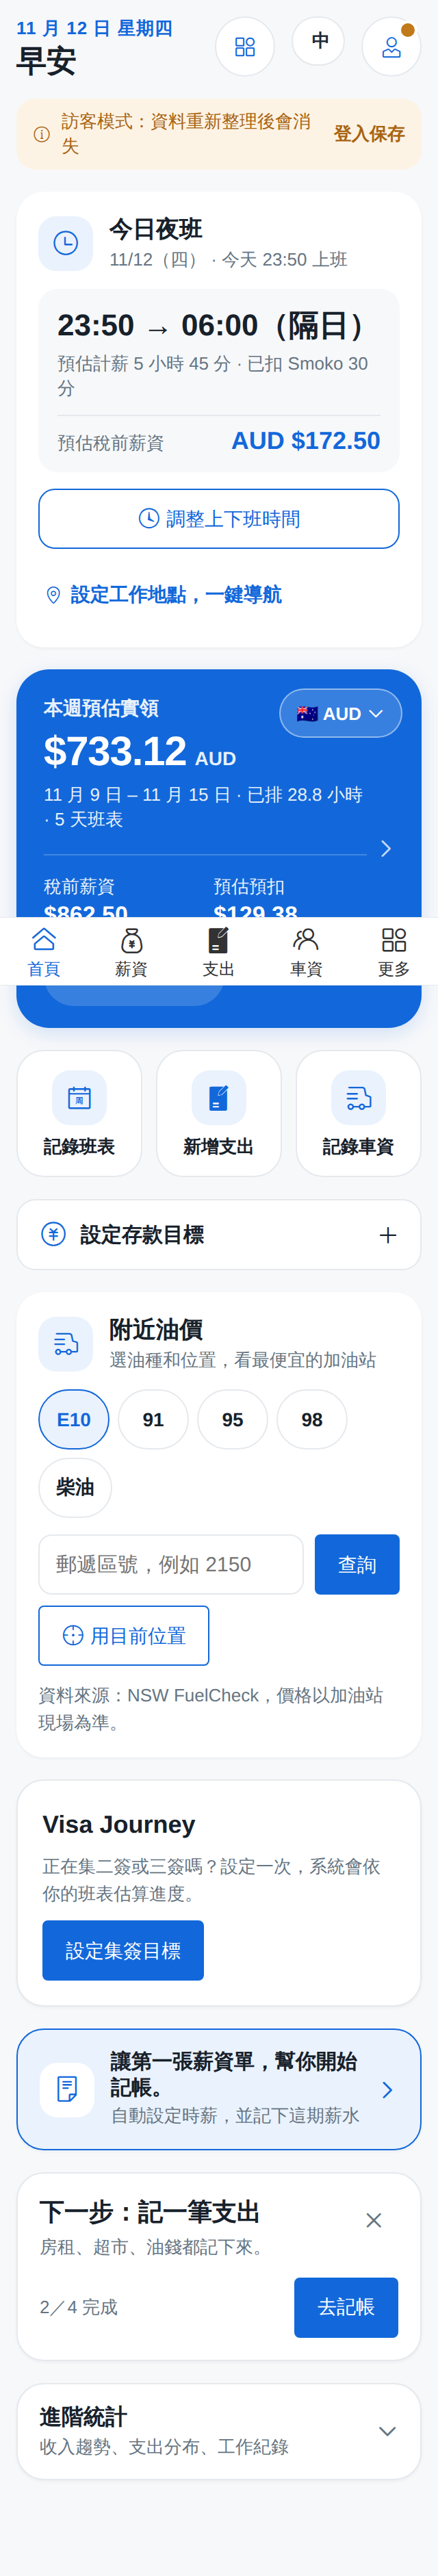 11 月 12 日 星期四
早安
中
訪客模式：資料重新整理後會消
失
登入保存
今日夜班
11/12（四） · 今天 23:50 上班
23:50 → 06:00（隔日）
預估計薪 5 小時 45 分 · 已扣 Smoko 30
分
預估稅前薪資
AUD $172.50
調整上下班時間
設定工作地點，一鍵導航
本週預估實領
AUD
$733.12 AUD
11 月 9 日 – 11 月 15 日 · 已排 28.8 小時
· 5 天班表
稅前薪資
預估預扣
$862.50
$129.38
首頁
薪資
支出
車資
更多
周
記錄班表
新增支出
記錄車資
設定存款目標
附近油價
選油種和位置，看最便宜的加油站
E10
91
95
98
柴油
郵遞區號，例如 2150
查詢
用目前位置
資料來源：NSW FuelCheck，價格以加油站
現場為準。
Visa Journey
正在集二簽或三簽嗎？設定一次，系統會依
你的班表估算進度。
設定集簽目標
讓第一張薪資單，幫你開始
記帳。
自動設定時薪，並記下這期薪水
下一步：記一筆支出
房租、超市、油錢都記下來。
2／4 完成
去記帳
進階統計
收入趨勢、支出分布、工作紀錄